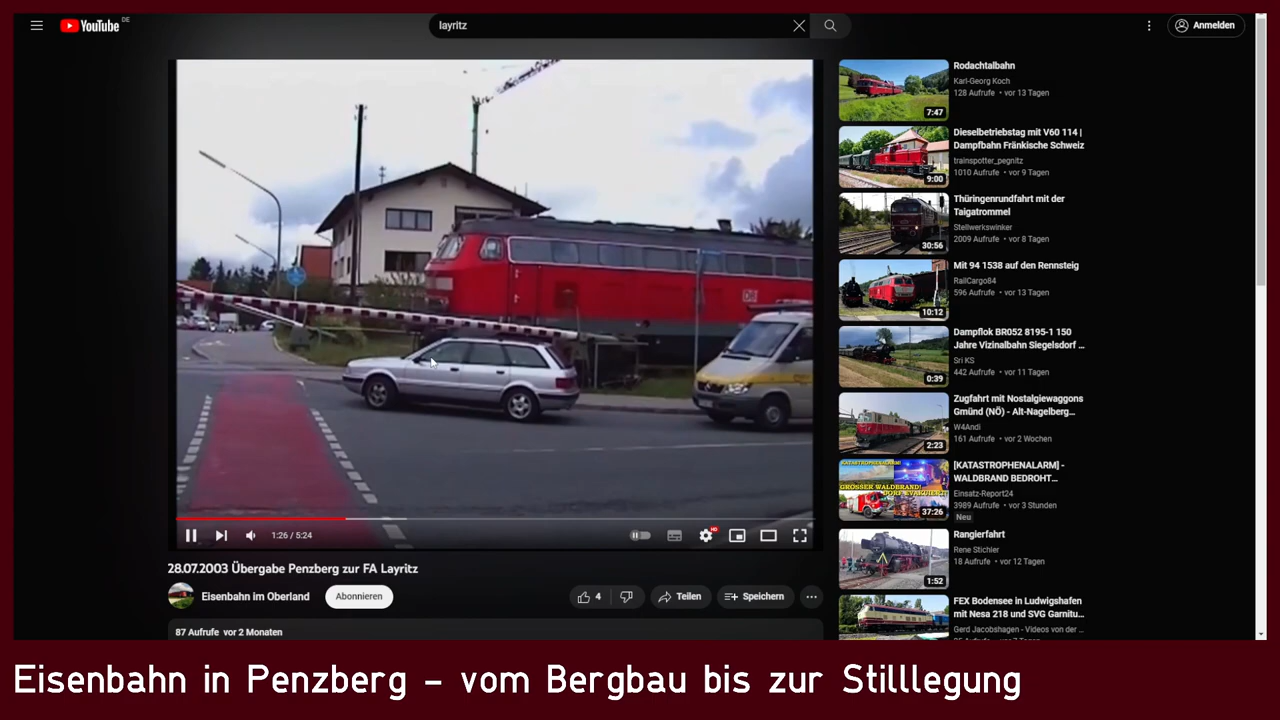 YouTube DE
layritz
Anmelden
DB
1:26 / 5:24
HD
28.07.2003 Übergabe Penzberg zur FA Layritz
Eisenbahn im Oberland
Abonnieren
4
Teilen
Speichern
87 Aufrufe vor 2 Monaten
7:47
Rodachtalbahn
Karl-Georg Koch
128 Aufrufe • vor 13 Tagen
9:00
Dieselbetriebstag mit V60 114 |
Dampfbahn Fränkische Schweiz
trainspotter_pegnitz
1010 Aufrufe • vor 9 Tagen
30:56
Thüringenrundfahrt mit der
Taigatrommel
Stellwerkswinker
2009 Aufrufe • vor 8 Tagen
10:12
Mit 94 1538 auf den Rennsteig
RailCargo84
596 Aufrufe • vor 13 Tagen
0:39
Dampflok BR052 8195-1 150
Jahre Vizinalbahn Siegelsdorf ...
Sri KS
442 Aufrufe • vor 11 Tagen
2:23
Zugfahrt mit Nostalgiewaggons
Gmünd (NÖ) - Alt-Nagelberg...
W4Andi
161 Aufrufe • vor 2 Wochen
KATASTROPHENALARM!
GROSSER WALDBRAND!
DORF EVAKUIERT
37:26
[KATASTROPHENALARM] -
WALDBRAND BEDROHT...
Einsatz-Report24
3989 Aufrufe • vor 3 Stunden
Neu
1:52
Rangierfahrt
Rene Stichler
18 Aufrufe • vor 12 Tagen
FEX Bodensee in Ludwigshafen
mit Nesa 218 und SVG Garnitu...
Gerd Jacobshagen - Videos von der ...
Eisenbahn in Penzberg – vom Bergbau bis zur Stilllegung